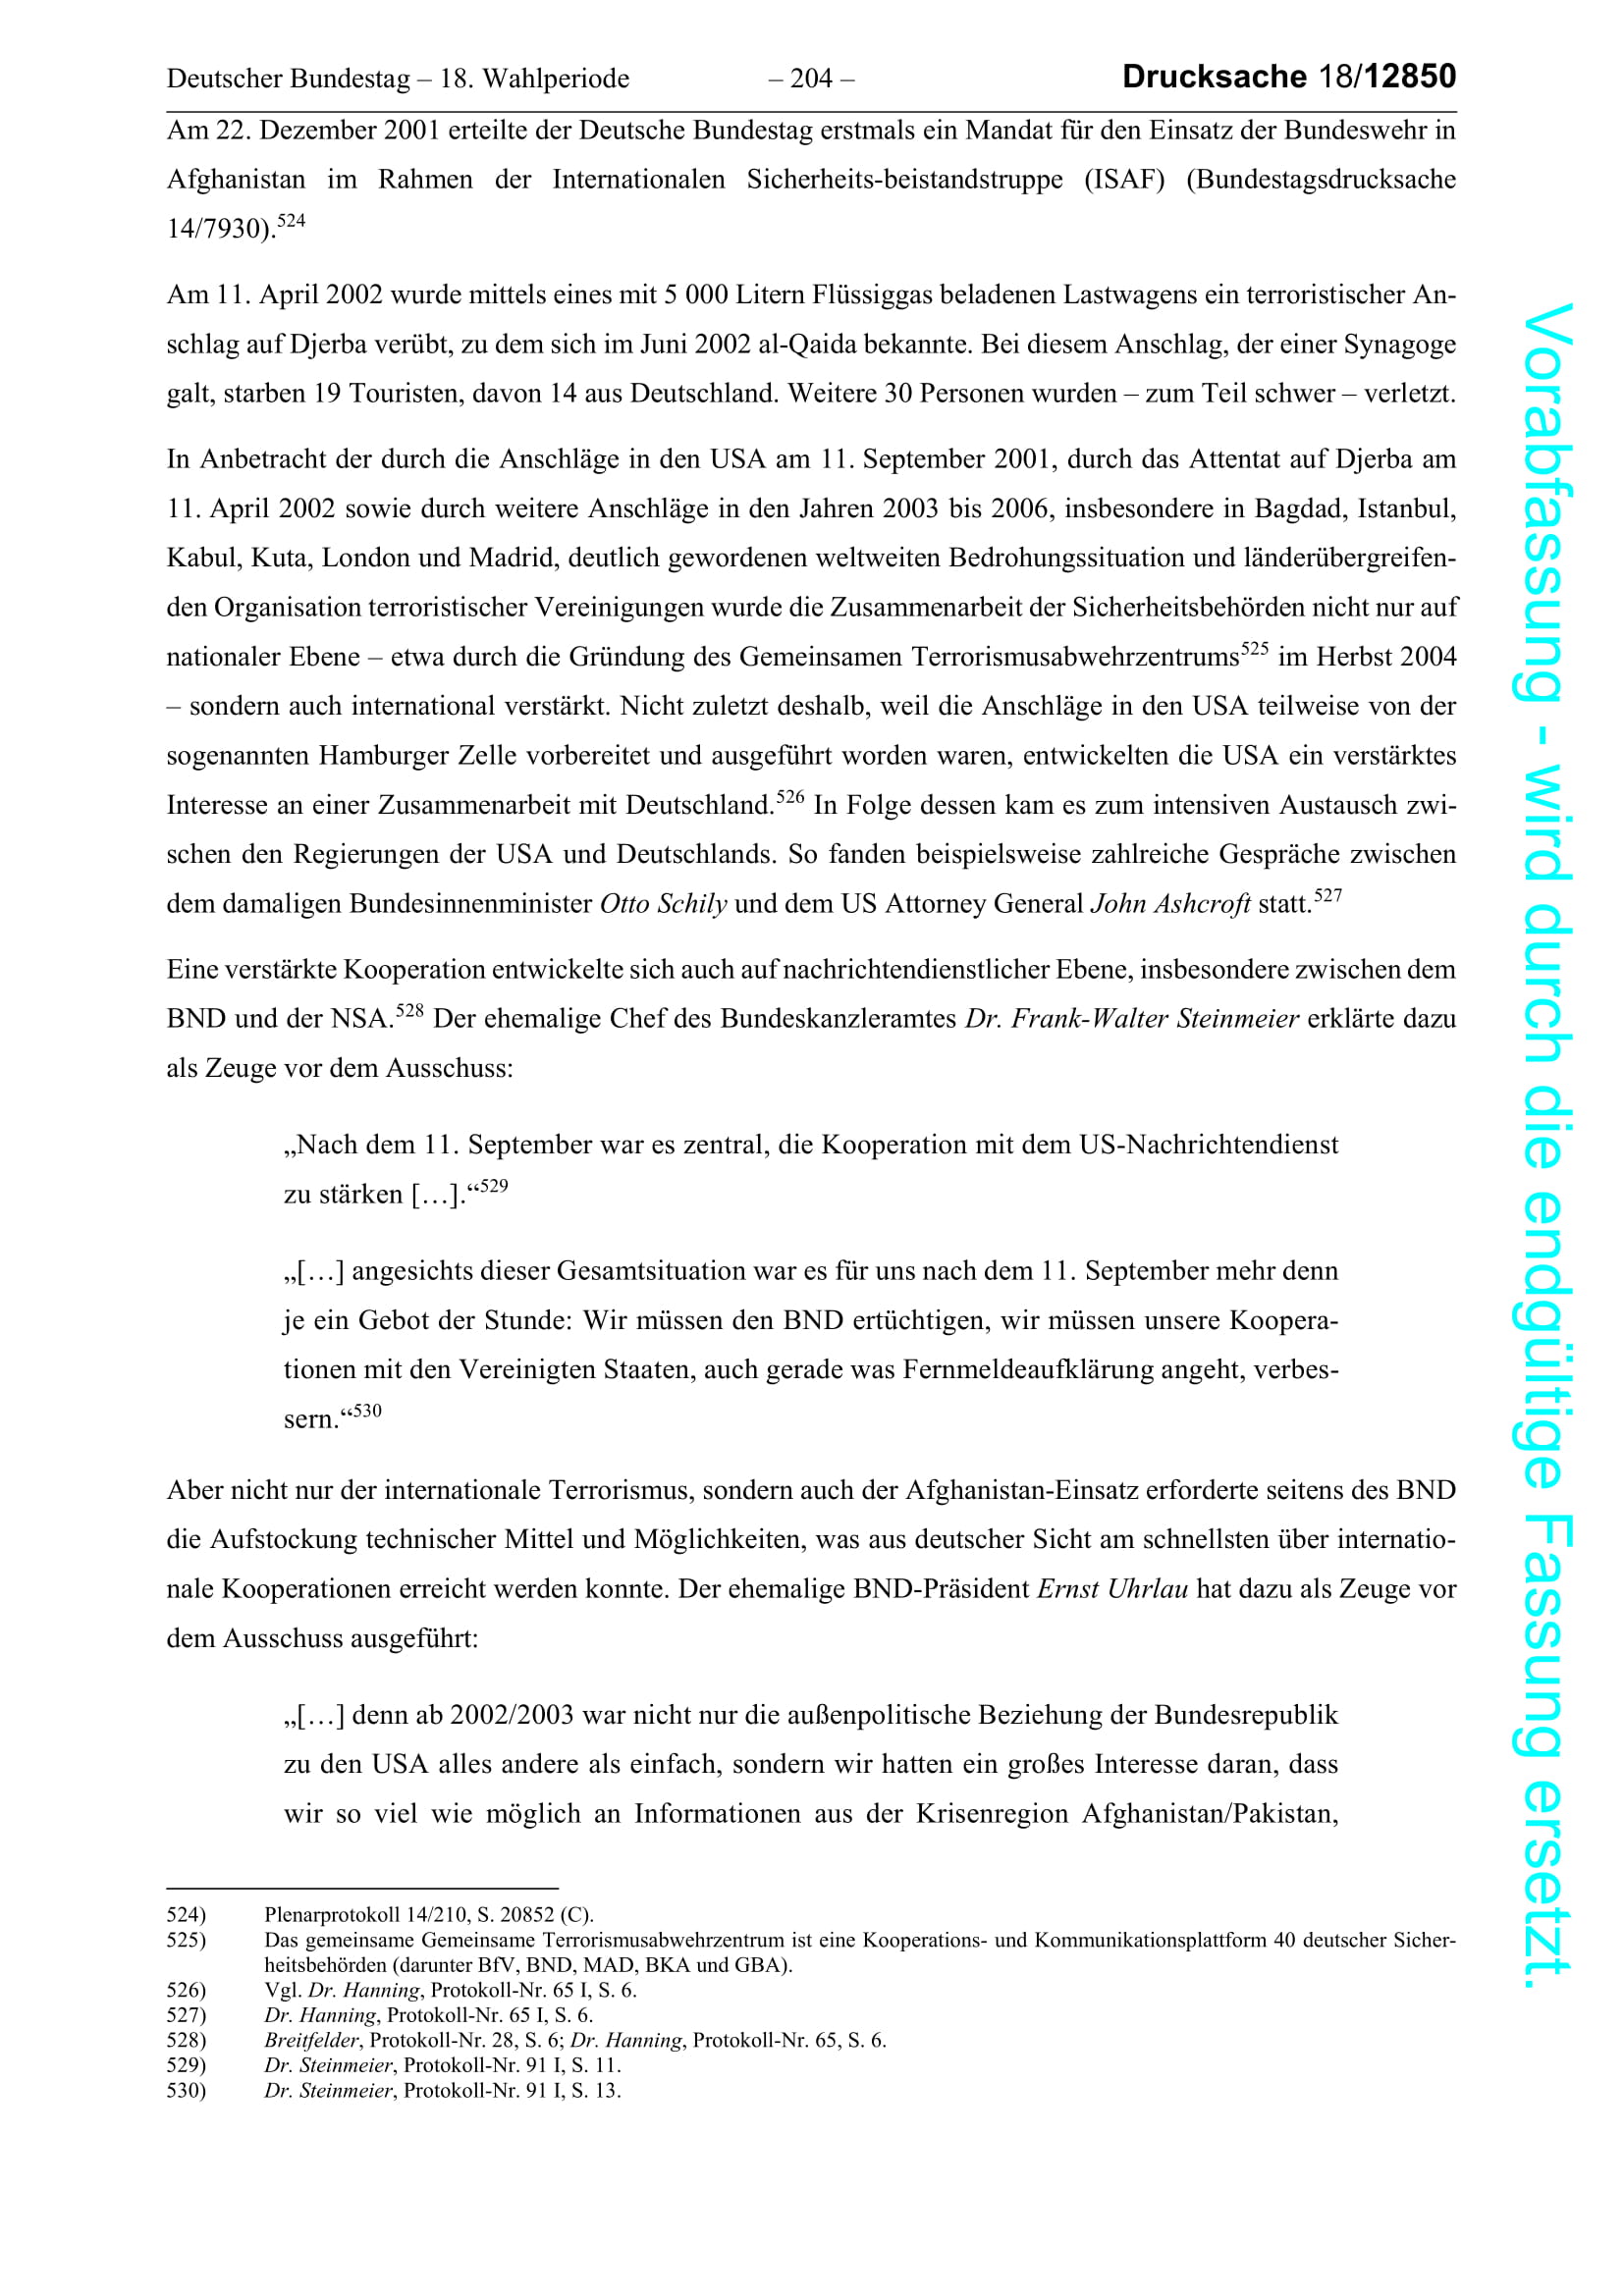 Deutscher Bundestag – 18. Wahlperiode – 204 – Drucksache 18/12850
Am 22. Dezember 2001 erteilte der Deutsche Bundestag erstmals ein Mandat für den Einsatz der Bundeswehr in
Afghanistan im Rahmen der Internationalen Sicherheits-beistandstruppe (ISAF) (Bundestagsdrucksache
14/7930).524
Am 11. April 2002 wurde mittels eines mit 5 000 Litern Flüssiggas beladenen Lastwagens ein terroristischer An-
schlag auf Djerba verübt, zu dem sich im Juni 2002 al-Qaida bekannte. Bei diesem Anschlag, der einer Synagoge
galt, starben 19 Touristen, davon 14 aus Deutschland. Weitere 30 Personen wurden – zum Teil schwer – verletzt.
In Anbetracht der durch die Anschläge in den USA am 11. September 2001, durch das Attentat auf Djerba am
11. April 2002 sowie durch weitere Anschläge in den Jahren 2003 bis 2006, insbesondere in Bagdad, Istanbul,
Kabul, Kuta, London und Madrid, deutlich gewordenen weltweiten Bedrohungssituation und länderübergreifen-
den Organisation terroristischer Vereinigungen wurde die Zusammenarbeit der Sicherheitsbehörden nicht nur auf
nationaler Ebene – etwa durch die Gründung des Gemeinsamen Terrorismusabwehrzentrums525 im Herbst 2004
– sondern auch international verstärkt. Nicht zuletzt deshalb, weil die Anschläge in den USA teilweise von der
sogenannten Hamburger Zelle vorbereitet und ausgeführt worden waren, entwickelten die USA ein verstärktes
Interesse an einer Zusammenarbeit mit Deutschland.526 In Folge dessen kam es zum intensiven Austausch zwi-
schen den Regierungen der USA und Deutschlands. So fanden beispielsweise zahlreiche Gespräche zwischen
dem damaligen Bundesinnenminister Otto Schily und dem US Attorney General John Ashcroft statt.527
Eine verstärkte Kooperation entwickelte sich auch auf nachrichtendienstlicher Ebene, insbesondere zwischen dem
BND und der NSA.528 Der ehemalige Chef des Bundeskanzleramtes Dr. Frank-Walter Steinmeier erklärte dazu
als Zeuge vor dem Ausschuss:
„Nach dem 11. September war es zentral, die Kooperation mit dem US-Nachrichtendienst
zu stärken […].“529
„[…] angesichts dieser Gesamtsituation war es für uns nach dem 11. September mehr denn
je ein Gebot der Stunde: Wir müssen den BND ertüchtigen, wir müssen unsere Koopera-
tionen mit den Vereinigten Staaten, auch gerade was Fernmeldeaufklärung angeht, verbes-
sern.“530
Aber nicht nur der internationale Terrorismus, sondern auch der Afghanistan-Einsatz erforderte seitens des BND
die Aufstockung technischer Mittel und Möglichkeiten, was aus deutscher Sicht am schnellsten über internatio-
nale Kooperationen erreicht werden konnte. Der ehemalige BND-Präsident Ernst Uhrlau hat dazu als Zeuge vor
dem Ausschuss ausgeführt:
„[…] denn ab 2002/2003 war nicht nur die außenpolitische Beziehung der Bundesrepublik
zu den USA alles andere als einfach, sondern wir hatten ein großes Interesse daran, dass
wir so viel wie möglich an Informationen aus der Krisenregion Afghanistan/Pakistan,
524) Plenarprotokoll 14/210, S. 20852 (C).
525) Das gemeinsame Gemeinsame Terrorismusabwehrzentrum ist eine Kooperations- und Kommunikationsplattform 40 deutscher Sicher-
heitsbehörden (darunter BfV, BND, MAD, BKA und GBA).
526) Vgl. Dr. Hanning, Protokoll-Nr. 65 I, S. 6.
527) Dr. Hanning, Protokoll-Nr. 65 I, S. 6.
528) Breitfelder, Protokoll-Nr. 28, S. 6; Dr. Hanning, Protokoll-Nr. 65, S. 6.
529) Dr. Steinmeier, Protokoll-Nr. 91 I, S. 11.
530) Dr. Steinmeier, Protokoll-Nr. 91 I, S. 13.
Vorabfassung - wird durch die endgültige Fassung ersetzt.